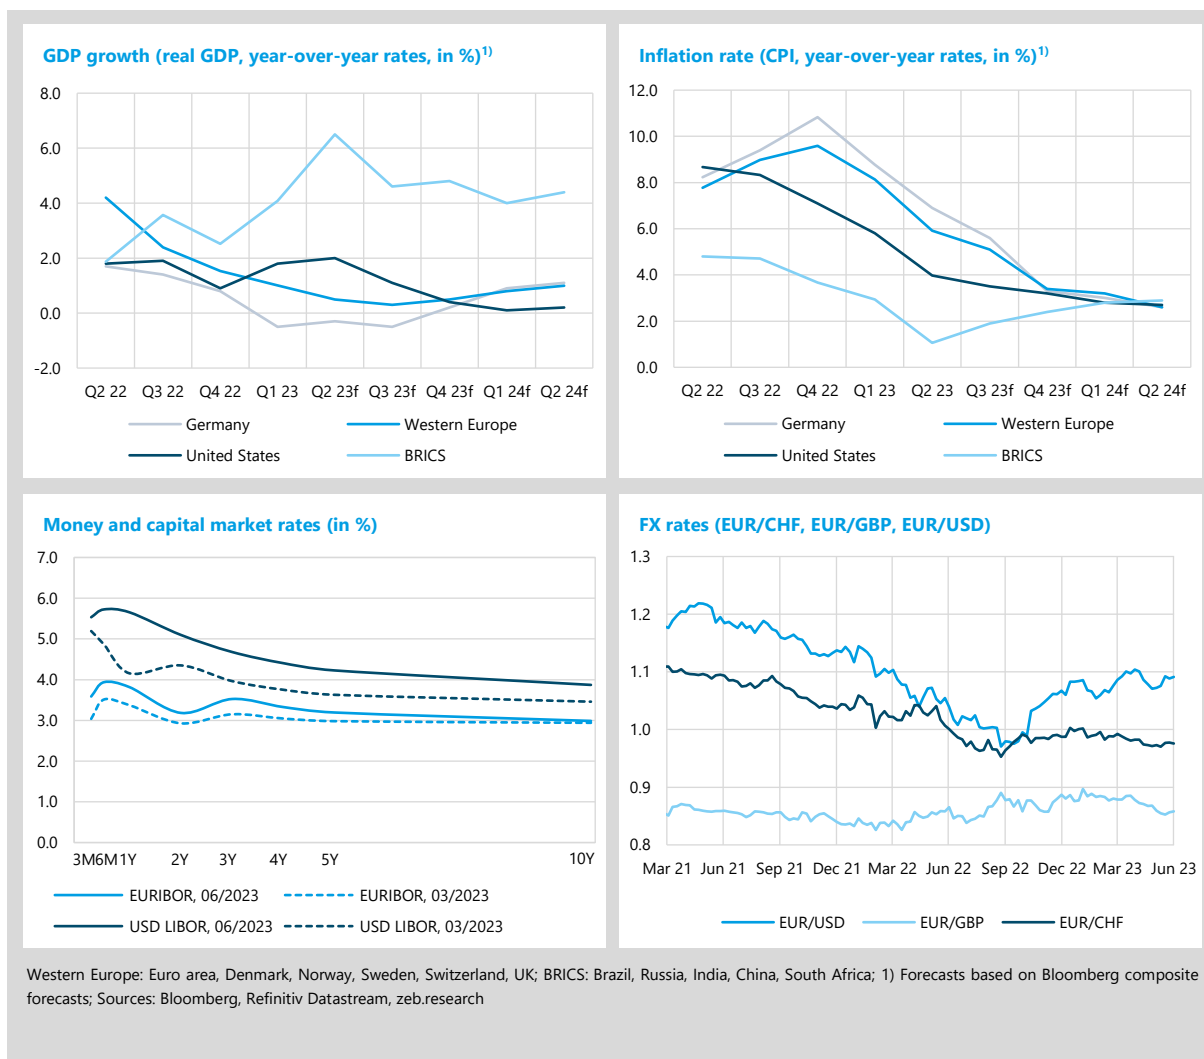 GDP growth (real GDP, year-over-year rates, in %)1)
8.0
6.0
4.0
2.0
0.0
-2.0
Q2 22 Q3 22 Q4 22 Q1 23 Q2 23f Q3 23f Q4 23f Q1 24f Q2 24f
Germany Western Europe
United States BRICS
Inflation rate (CPI, year-over-year rates, in %)1)
12.0
10.0
8.0
6.0
4.0
2.0
0.0
Q2 22 Q3 22 Q4 22 Q1 23 Q2 23 Q3 23f Q4 23f Q1 24f Q2 24f
Germany Western Europe
United States BRICS
Money and capital market rates (in %)
7.0
6.0
5.0
4.0
3.0
2.0
1.0
0.0
3M 6M 1Y 2Y 3Y 4Y 5Y 10Y
EURIBOR, 06/2023 EURIBOR, 03/2023
USD LIBOR, 06/2023 USD LIBOR, 03/2023
FX rates (EUR/CHF, EUR/GBP, EUR/USD)
1.3
1.2
1.1
1.0
0.9
0.8
Mar 21 Jun 21 Sep 21 Dec 21 Mar 22 Jun 22 Sep 22 Dec 22 Mar 23 Jun 23
EUR/USD EUR/GBP EUR/CHF
Western Europe: Euro area, Denmark, Norway, Sweden, Switzerland, UK; BRICS: Brazil, Russia, India, China, South Africa; 1) Forecasts based on Bloomberg composite
forecasts; Sources: Bloomberg, Refinitiv Datastream, zeb.research